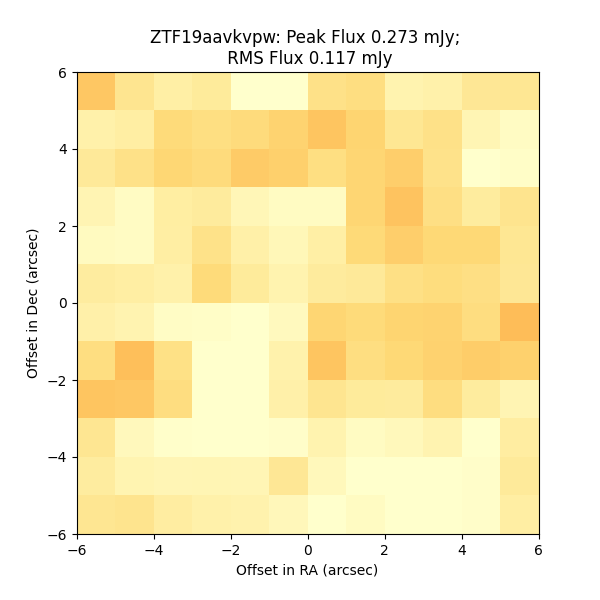 ZTF19aavkvpw: Peak Flux 0.273 mJy;
RMS Flux 0.117 mJy
6
4
2
0
−2
−4
−6
Offset in Dec (arcsec)
−6 −4 −2 0 2 4 6
Offset in RA (arcsec)